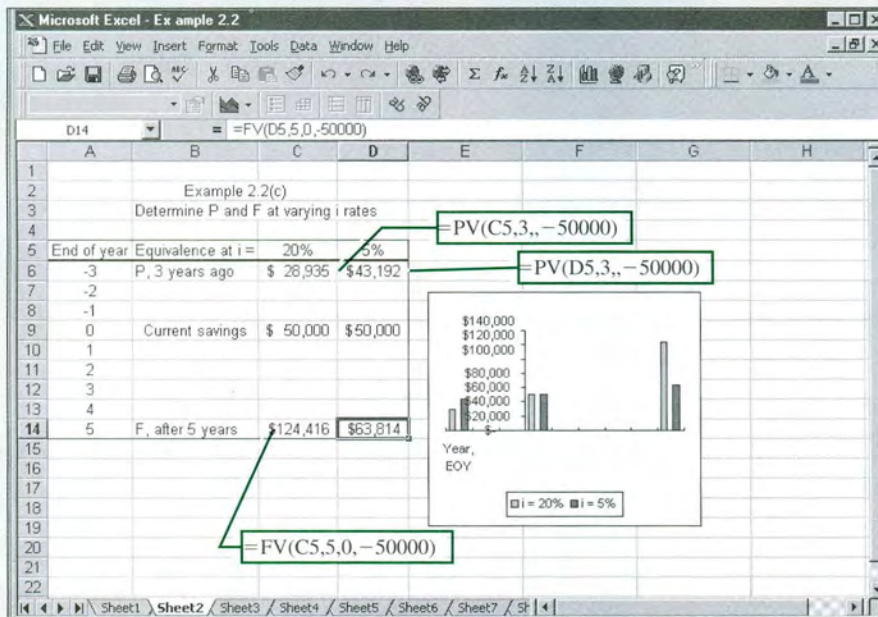 Microsoft Excel - Ex ample 2.2
File Edit View Insert Format Tools Data Window Help
D14 = =FV(D5,5,0,-50000)
A B C D E F G H
1
2 Example 2.2(c)
3 Determine P and F at varying i rates
4
=PV(C5,3,,−50000)
5 End of year Equivalence at i = 20% 5%
6 -3 P, 3 years ago $ 28,935 $43,192
=PV(D5,3,,−50000)
7 -2
8 -1
9 0 Current savings $ 50,000 $50,000
10 1
11 2
12 3
13 4
14 5 F, after 5 years $124,416 $63,814
15
16
17
18
19
20
21
22
$140,000
$120,000
$100,000
$80,000
$60,000
$40,000
$20,000
$-
Year,
EOY
i = 20% i = 5%
=FV(C5,5,0,−50000)
Sheet1 Sheet2 Sheet3 Sheet4 Sheet5 Sheet6 Sheet7 Sh